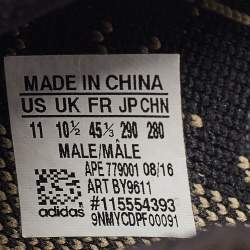 MADE IN CHINA
US UK FR JP CHN
11 10½ 45⅓ 290 280
MALE/MÂLE
APE 779001 08/16
ART BY9611
#115554393
adidas 9NMYCDPF00091